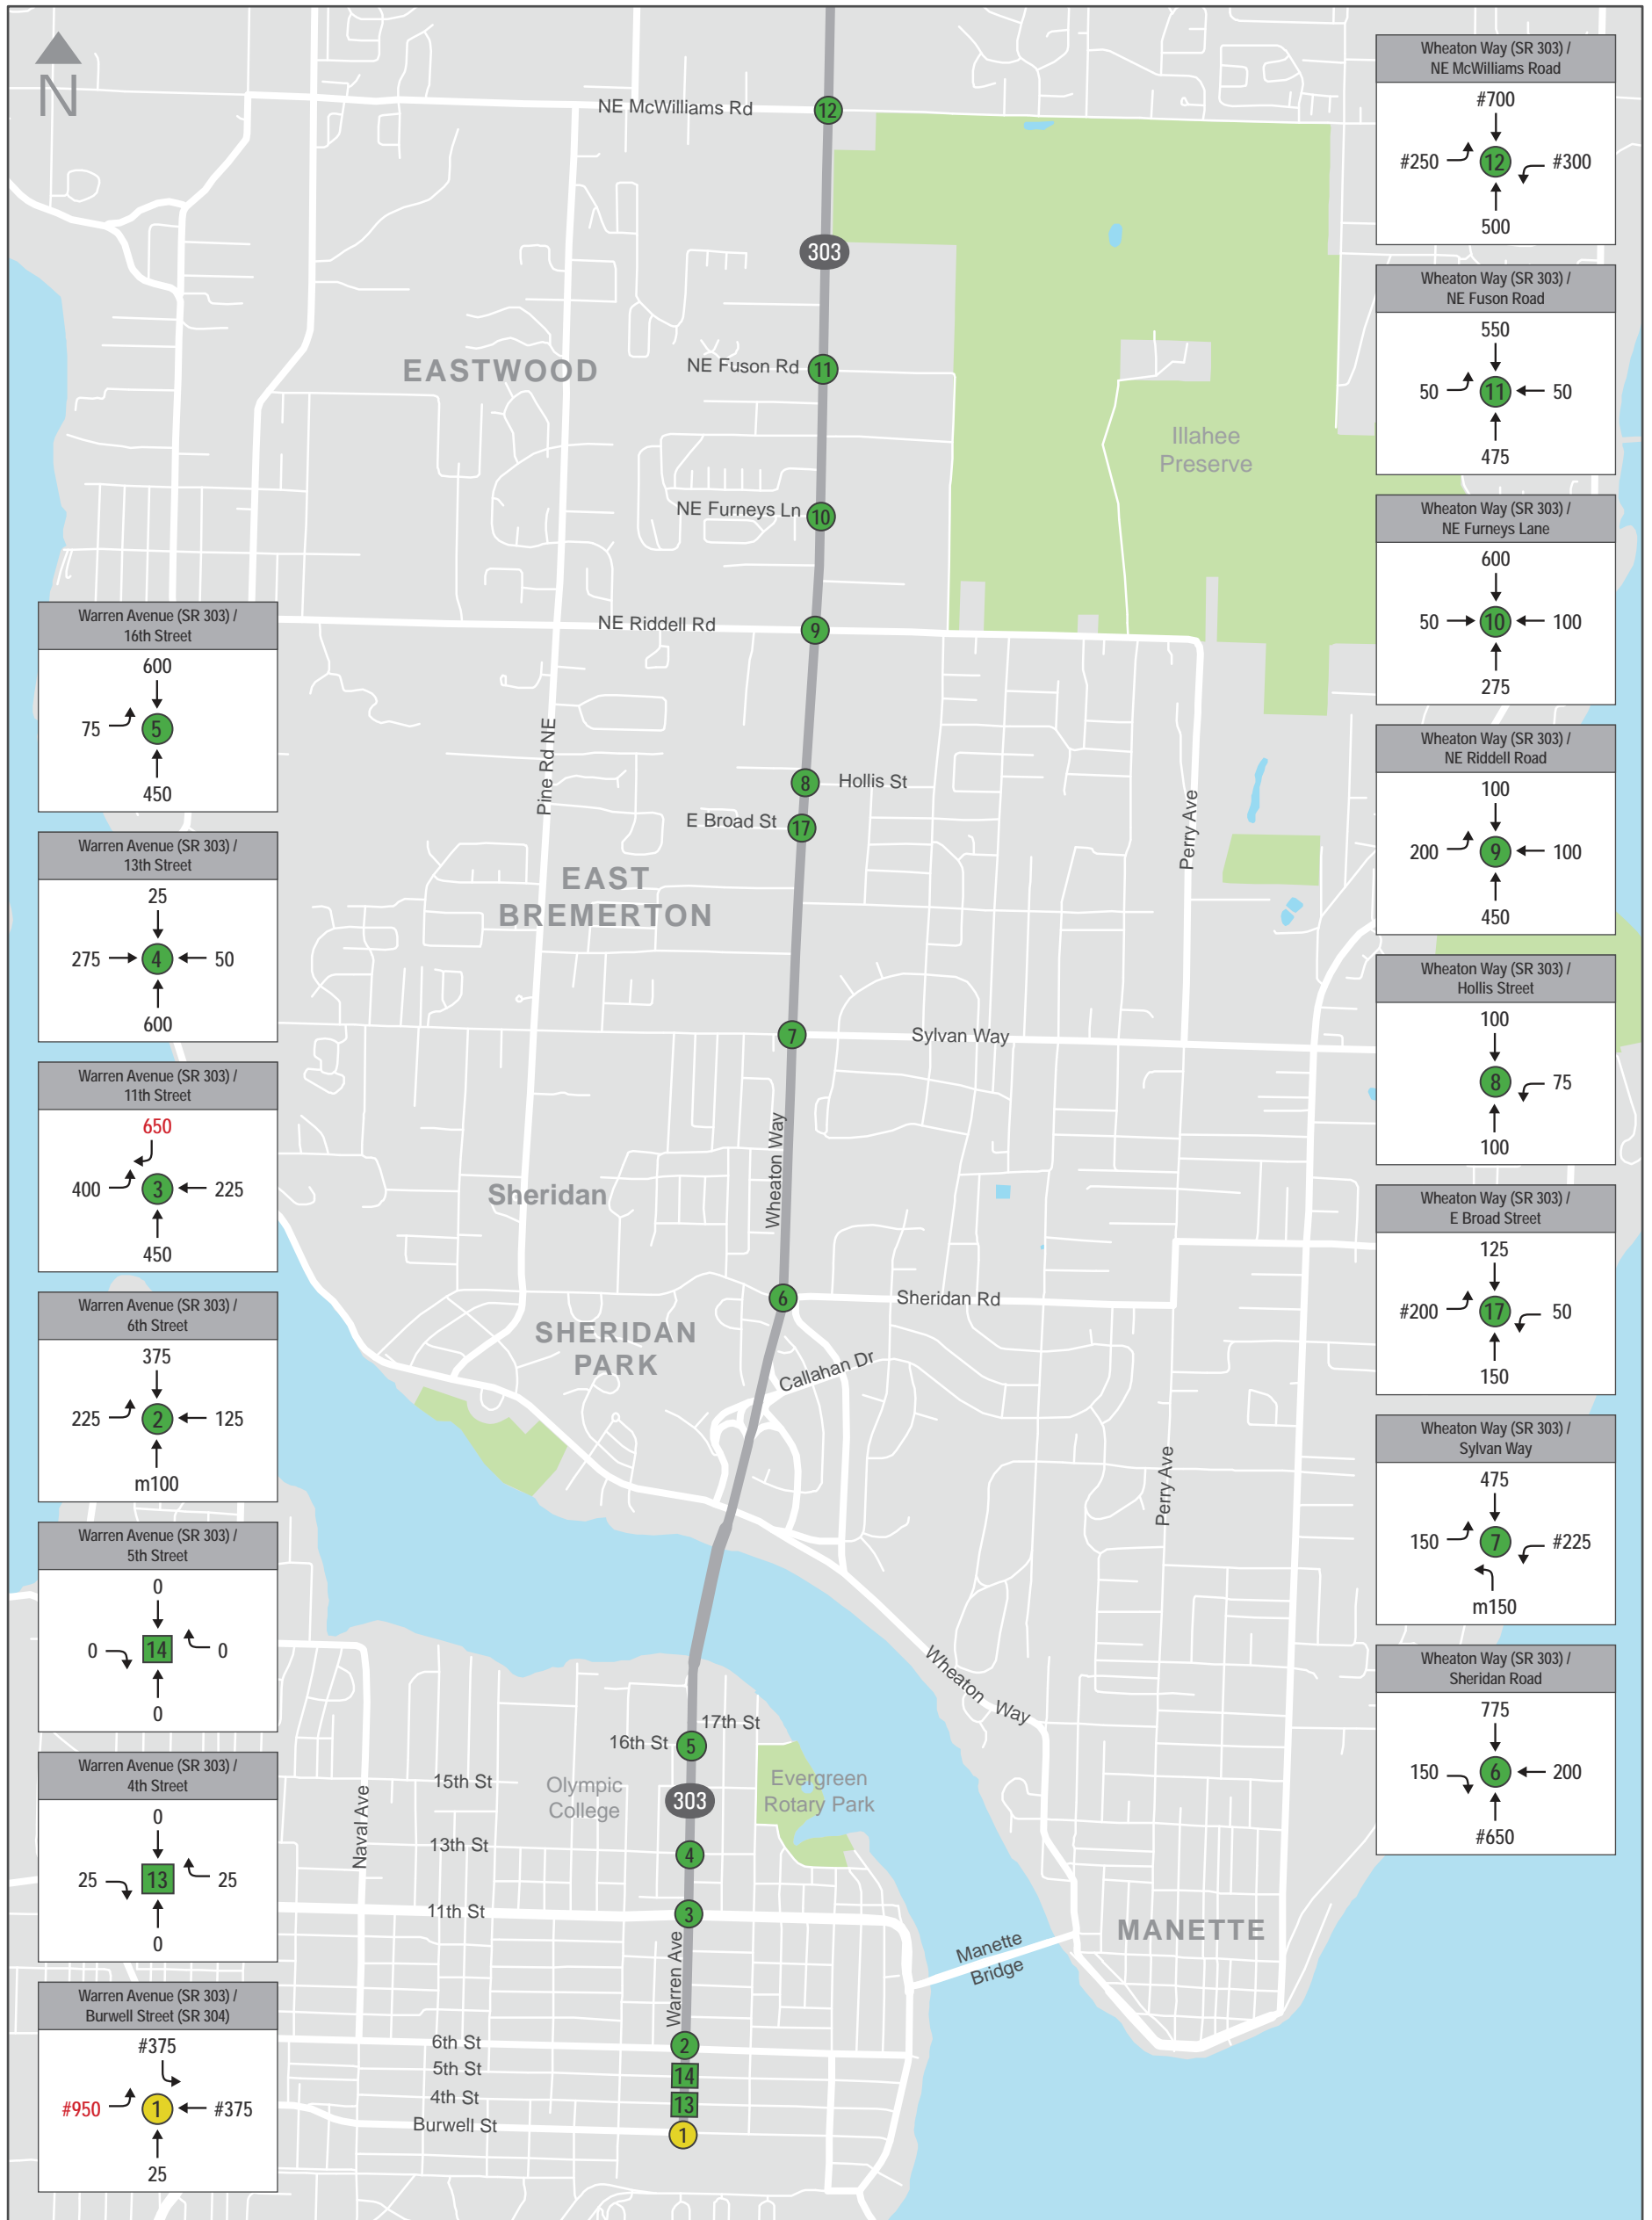 N
NE McWilliams Rd
12
303
EASTWOOD
NE Fuson Rd
11
Illahee
Preserve
NE Furneys Ln
10
NE Riddell Rd
9
Pine Rd NE
8
Hollis St
E Broad St
17
Perry Ave
EAST
BREMERTON
7
Sylvan Way
Wheaton Way
Sheridan
6
Sheridan Rd
SHERIDAN
PARK
Callahan Dr
Perry Ave
Wheaton Way
17th St
16th St
5
15th St
Olympic
College
303
Evergreen
Rotary Park
Naval Ave
13th St
4
11th St
3
Warren Ave
MANETTE
Manette
Bridge
6th St
2
5th St
14
4th St
13
Burwell St
1
Warren Avenue (SR 303) /
16th Street
600
75
5
450
Warren Avenue (SR 303) /
13th Street
25
275
4
50
600
Warren Avenue (SR 303) /
11th Street
650
400
3
225
450
Warren Avenue (SR 303) /
6th Street
375
225
2
125
m100
Warren Avenue (SR 303) /
5th Street
0
0
14
0
0
Warren Avenue (SR 303) /
4th Street
0
25
13
25
0
Warren Avenue (SR 303) /
Burwell Street (SR 304)
#375
#950
1
#375
25
Wheaton Way (SR 303) /
NE McWilliams Road
#700
#250
12
#300
500
Wheaton Way (SR 303) /
NE Fuson Road
550
50
11
50
475
Wheaton Way (SR 303) /
NE Furneys Lane
600
50
10
100
275
Wheaton Way (SR 303) /
NE Riddell Road
100
200
9
100
450
Wheaton Way (SR 303) /
Hollis Street
100
8
75
100
Wheaton Way (SR 303) /
E Broad Street
125
#200
17
50
150
Wheaton Way (SR 303) /
Sylvan Way
475
150
7
#225
m150
Wheaton Way (SR 303) /
Sheridan Road
775
150
6
200
#650